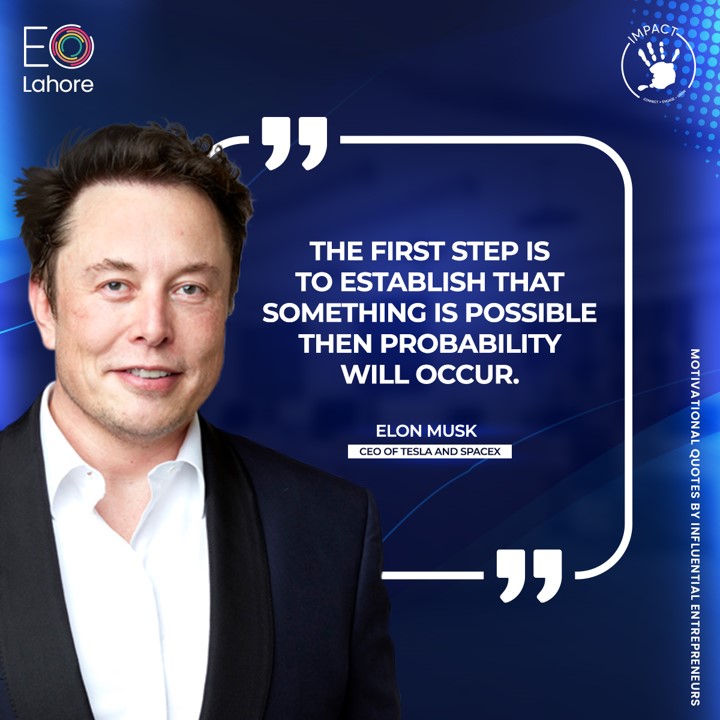 EO
Lahore
IMPACT
THE FIRST STEP IS
TO ESTABLISH THAT
SOMETHING IS POSSIBLE
THEN PROBABILITY
WILL OCCUR.
ELON MUSK
CEO OF TESLA AND SPACEX
MOTIVATIONAL QUOTES BY INFLUENTIAL ENTREPRENEURS